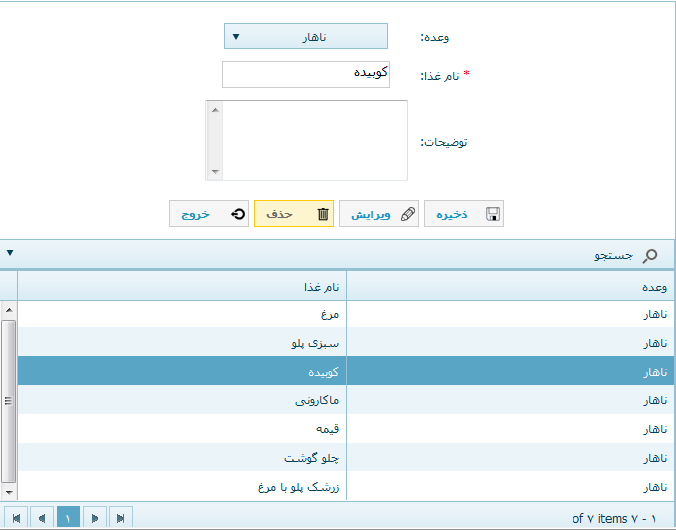 وعده: ناهار
* نام غذا: کوبیده
توضیحات:
ذخیره ویرایش حذف خروج
جستجو
وعده نام غذا
ناهار مرغ
ناهار سبزی پلو
ناهار کوبیده
ناهار ماکارونی
ناهار قیمه
ناهار چلو گوشت
ناهار زرشک پلو با مرغ
۱ - ۷ of ۷ items ۱